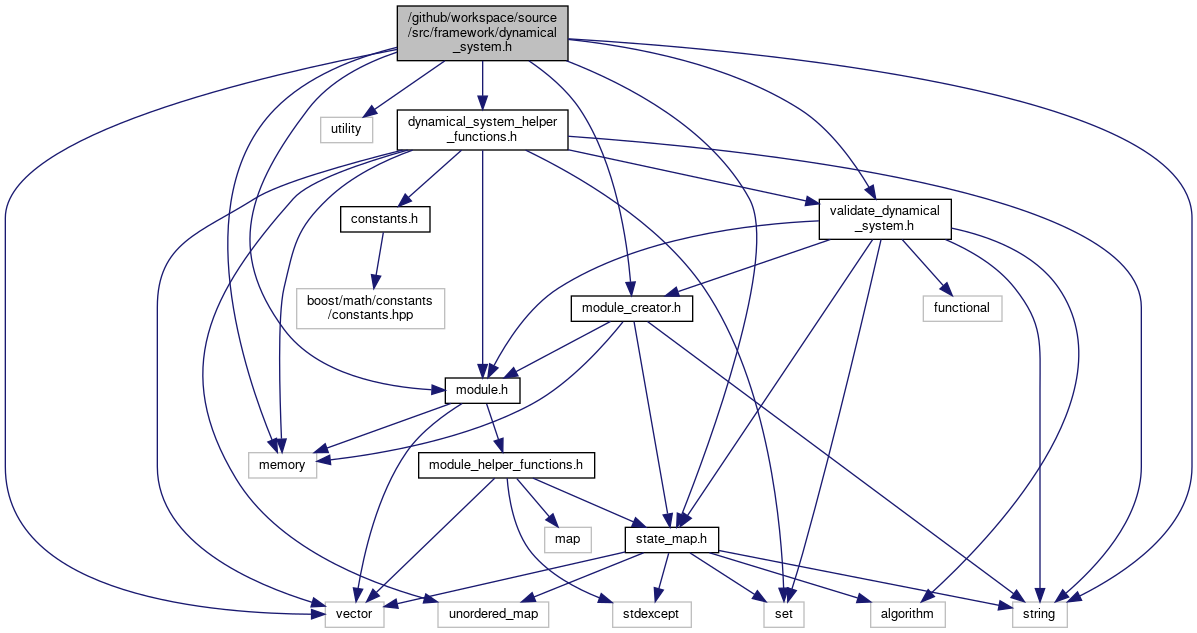 /github/workspace/source
/src/framework/dynamical
_system.h
utility
dynamical_system_helper
_functions.h
constants.h
validate_dynamical
_system.h
boost/math/constants
/constants.hpp
module_creator.h
functional
module.h
memory
module_helper_functions.h
map
state_map.h
vector
unordered_map
stdexcept
set
algorithm
string